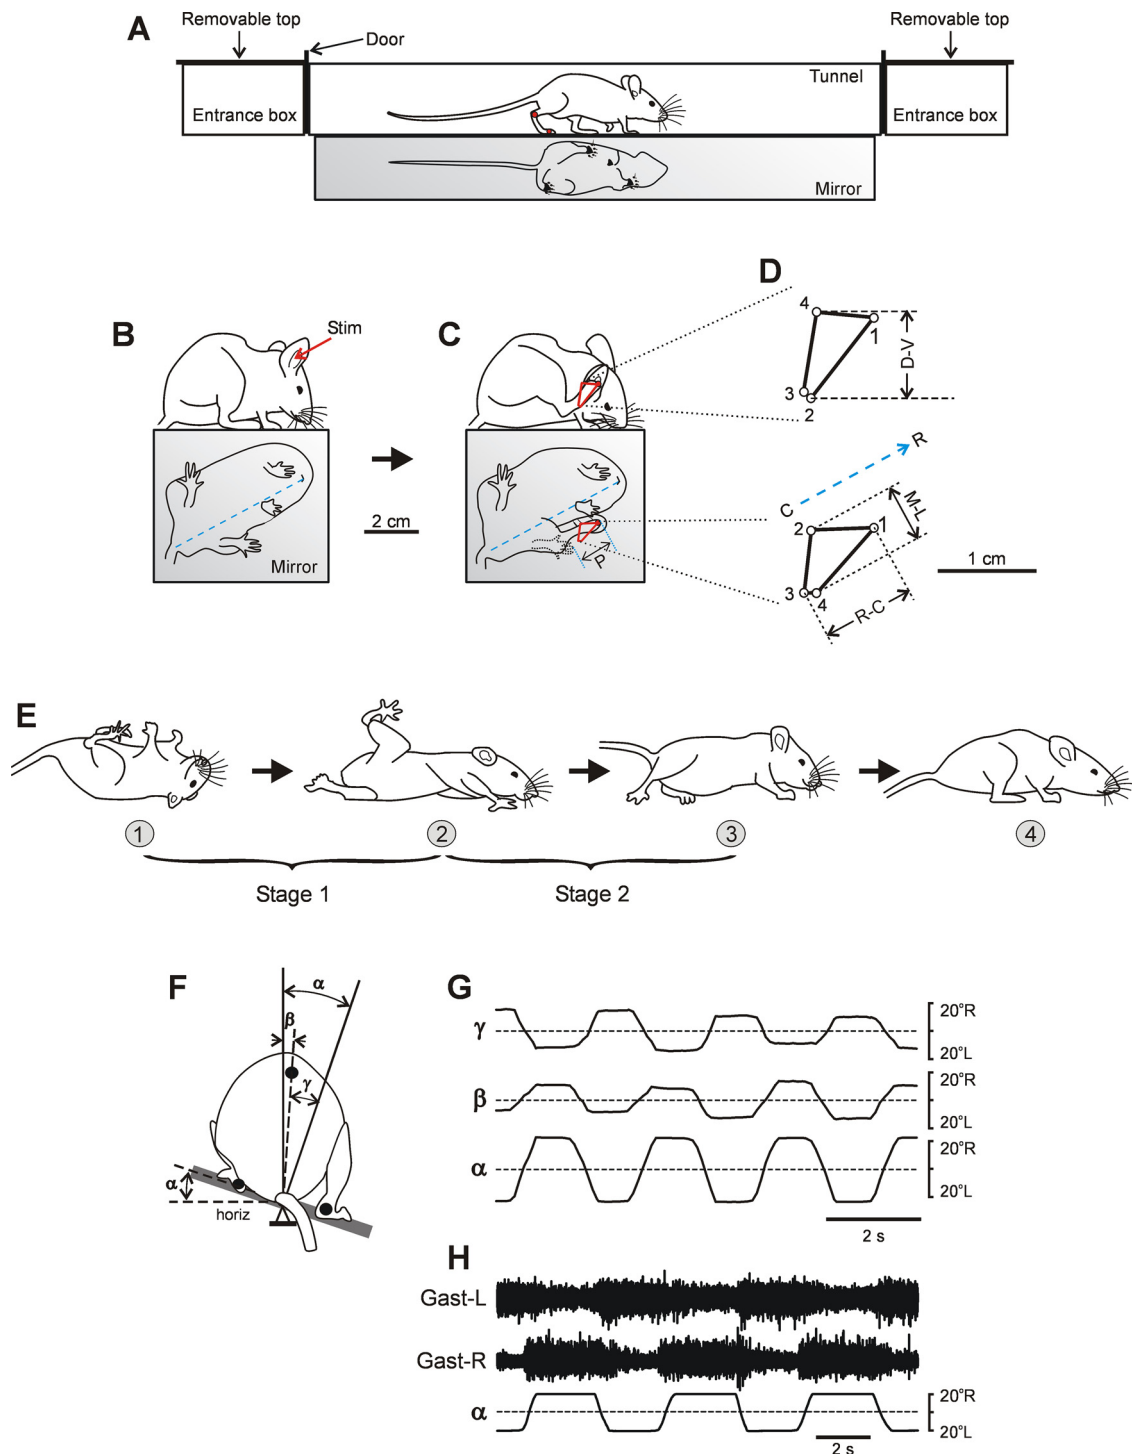 A
Removable top
Door
Removable top
Entrance box
Tunnel
Entrance box
Mirror
B
Stim
Mirror
2 cm
C
P
D
4
1
3
2
D-V
C
R
M-L
2
1
3
4
R-C
1 cm
E
1
2
3
4
Stage 1
Stage 2
F
α
β
γ
α
horiz
G
γ
20°R
20°L
β
20°R
20°L
α
20°R
20°L
2 s
H
Gast-L
Gast-R
α
20°R
20°L
2 s